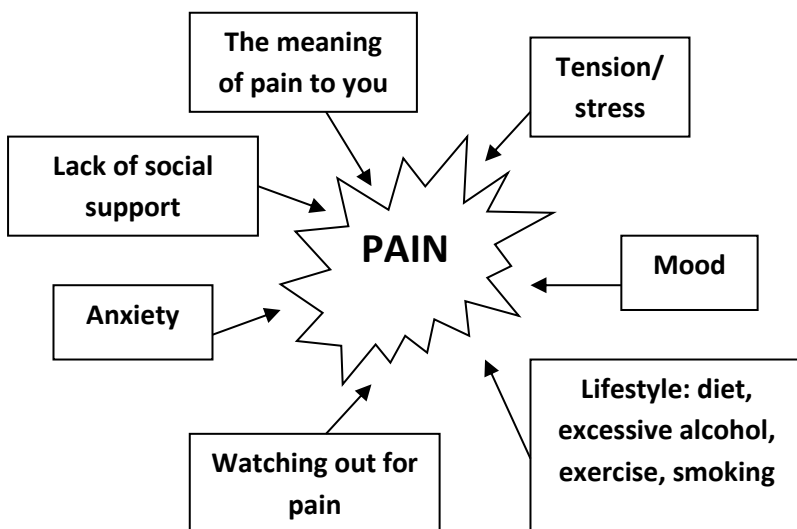 The meaning
of pain to you
Tension/
stress
Lack of social
support
PAIN
Mood
Anxiety
Lifestyle: diet,
excessive alcohol,
exercise, smoking
Watching out for
pain